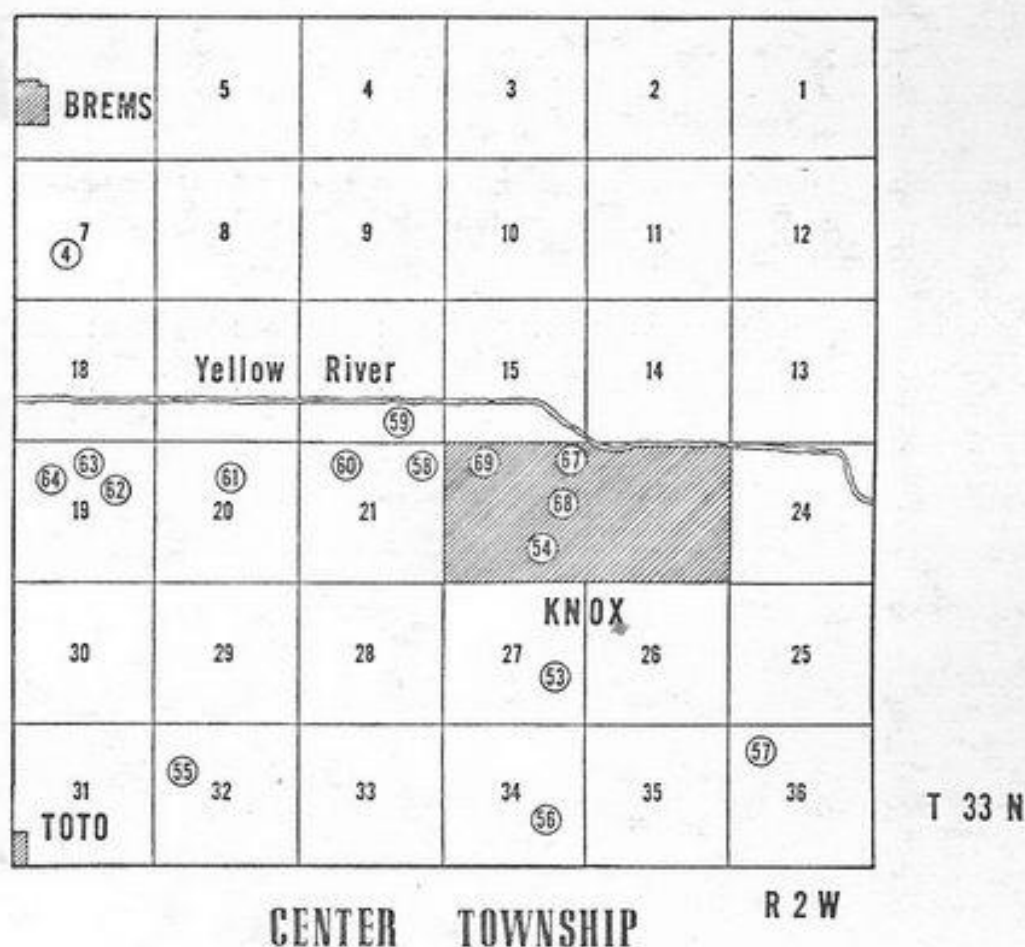 5 4 3 2 1
BREMS
7 8 9 10 11 12
4
18 Yellow River 15 14 13
59
64 63 62 61 60 58 69 67
68
19 20 21 24
54
KNOX
30 29 28 27 26 25
53
57
55
31 32 33 34 35 36
56
TOTO
T 33 N
R 2 W
CENTER TOWNSHIP